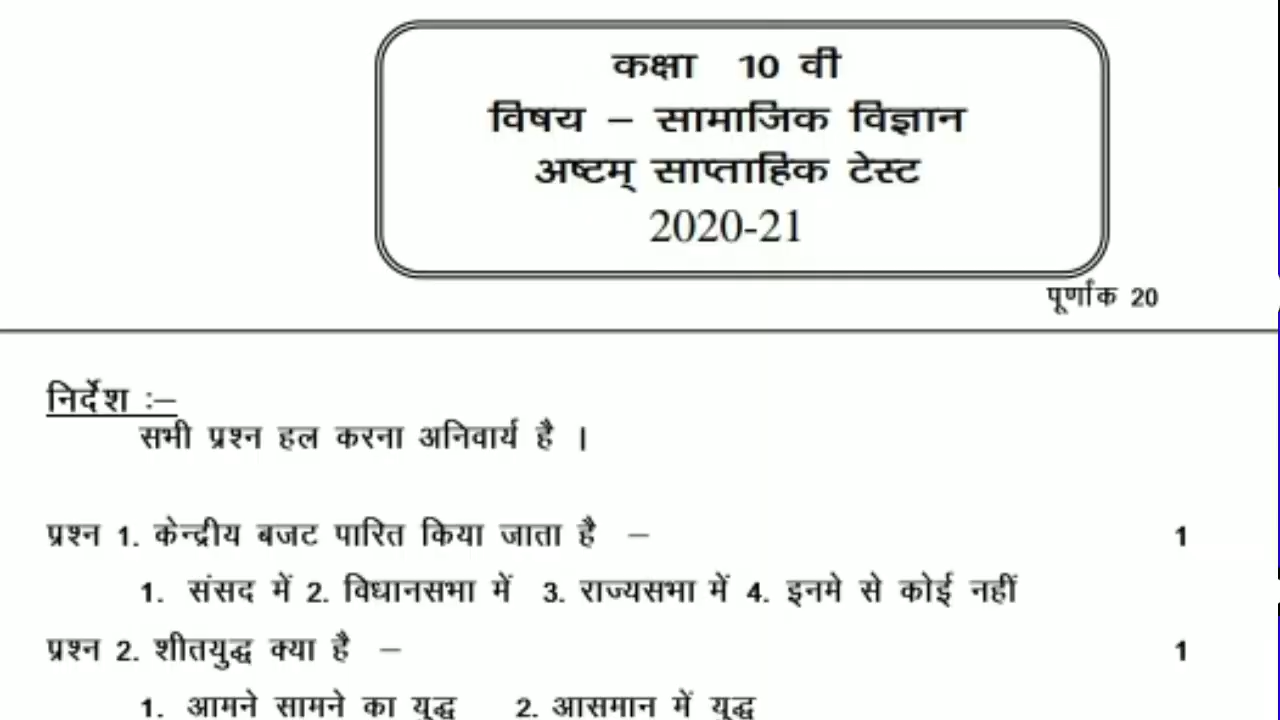 कक्षा 10 वी
विषय – सामाजिक विज्ञान
अष्टम् साप्ताहिक टेस्ट
2020-21
पूर्णांक 20
निर्देश :–
सभी प्रश्न हल करना अनिवार्य है ।
प्रश्न 1. केन्द्रीय बजट पारित किया जाता है – 1
1. संसद में 2. विधानसभा में 3. राज्यसभा में 4. इनमे से कोई नहीं
प्रश्न 2. शीतयुद्ध क्या है – 1
1. आमने सामने का युद्ध 2. आसमान में युद्ध